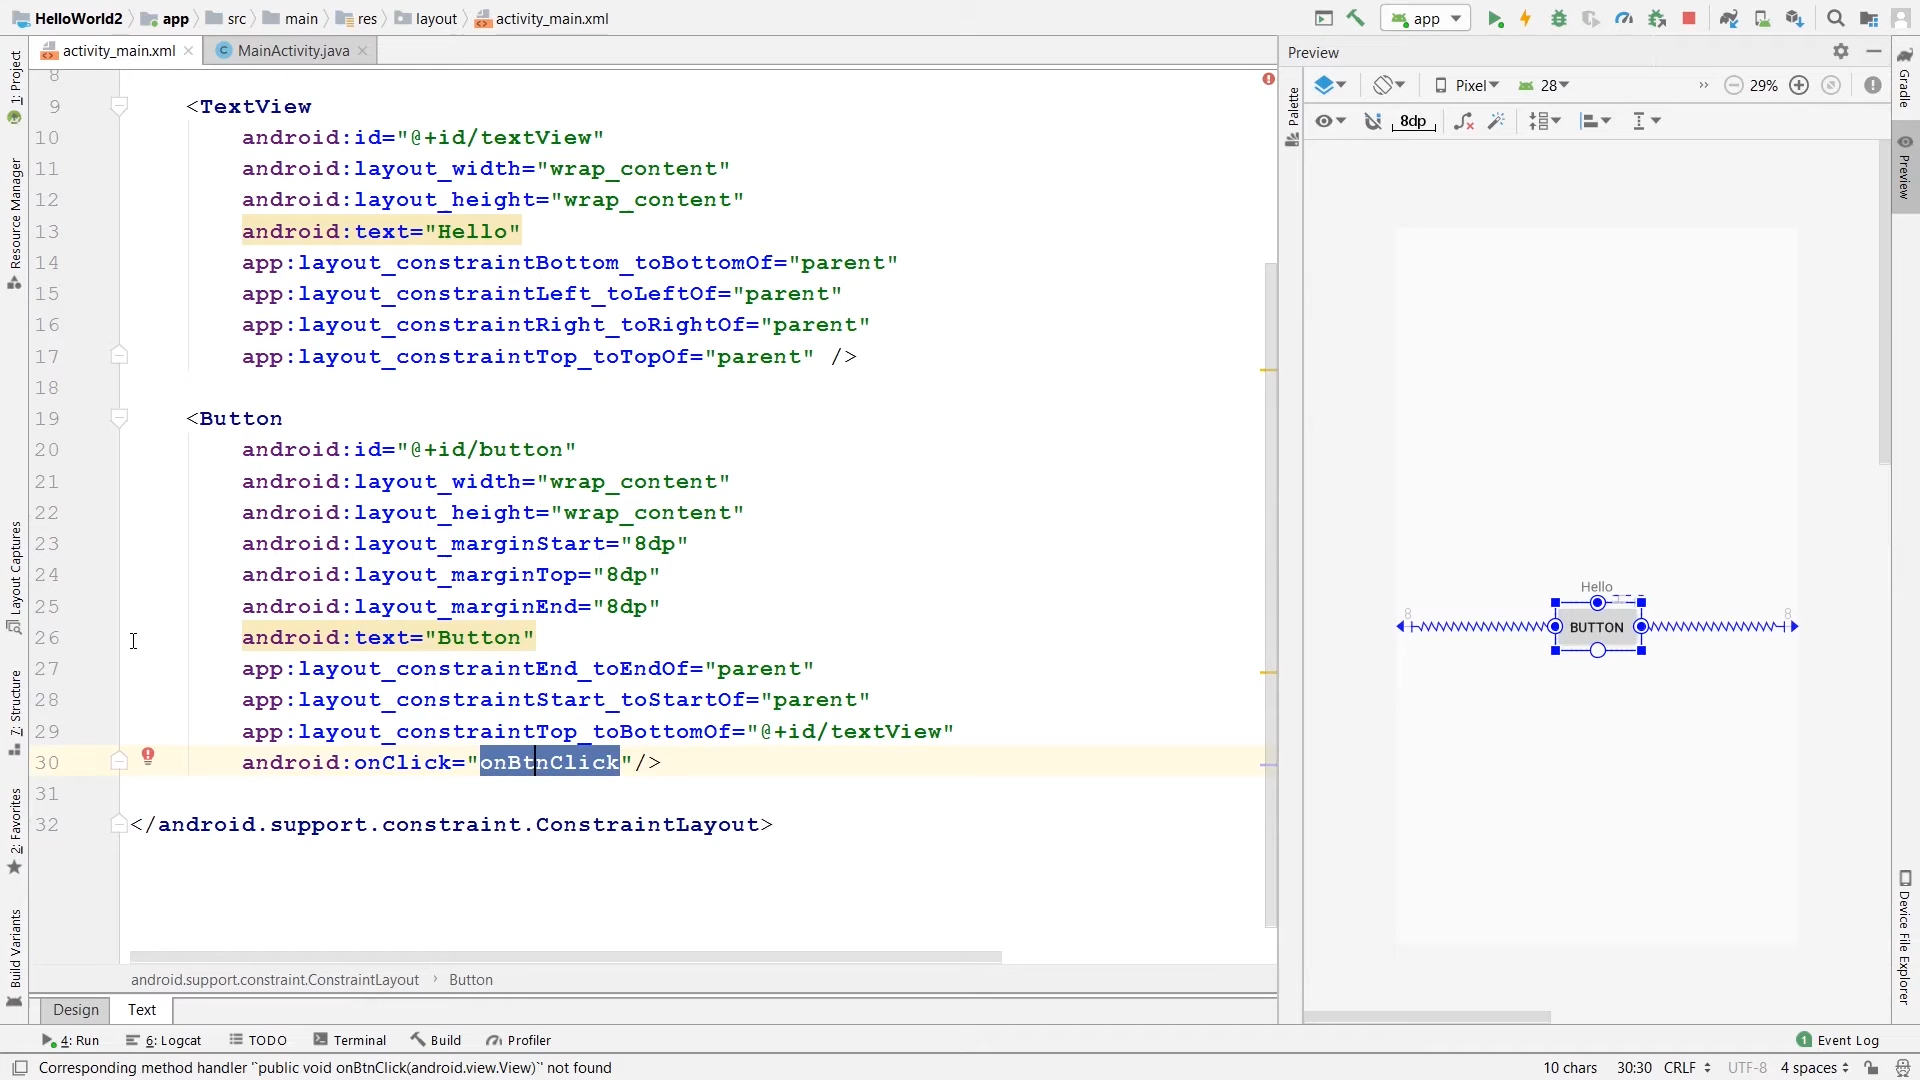 HelloWorld2 app src main res layout activity_main.xml app
activity_main.xml MainActivity.java
Preview
Pixel 28 29%
8dp
1: Project
Resource Manager
Layout Captures
7: Structure
2: Favorites
Build Variants
8
9 <TextView
10 android:id="@+id/textView"
11 android:layout_width="wrap_content"
12 android:layout_height="wrap_content"
13 android:text="Hello"
14 app:layout_constraintBottom_toBottomOf="parent"
15 app:layout_constraintLeft_toLeftOf="parent"
16 app:layout_constraintRight_toRightOf="parent"
17 app:layout_constraintTop_toTopOf="parent" />
18
19 <Button
20 android:id="@+id/button"
21 android:layout_width="wrap_content"
22 android:layout_height="wrap_content"
23 android:layout_marginStart="8dp"
24 android:layout_marginTop="8dp"
25 android:layout_marginEnd="8dp"
26 android:text="Button"
27 app:layout_constraintEnd_toEndOf="parent"
28 app:layout_constraintStart_toStartOf="parent"
29 app:layout_constraintTop_toBottomOf="@+id/textView"
30 android:onClick="onBtnClick"/>
31
32 </android.support.constraint.ConstraintLayout>
Palette
Hello
8 BUTTON 8
Gradle
Preview
Device File Explorer
android.support.constraint.ConstraintLayout › Button
Design Text
4: Run 6: Logcat TODO Terminal Build Profiler 1 Event Log
Corresponding method handler '`public void onBtnClick(android.view.View)`' not found 10 chars 30:30 CRLF UTF-8 4 spaces